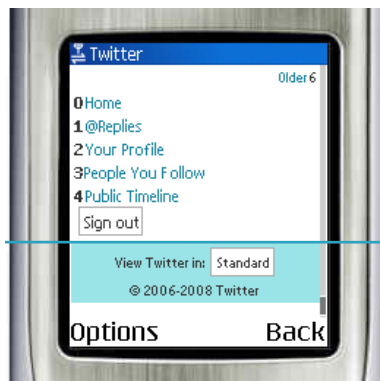 Twitter
Older 6
0 Home
1 @Replies
2 Your Profile
3 People You Follow
4 Public Timeline
Sign out
View Twitter in: Standard
© 2006-2008 Twitter
Options Back